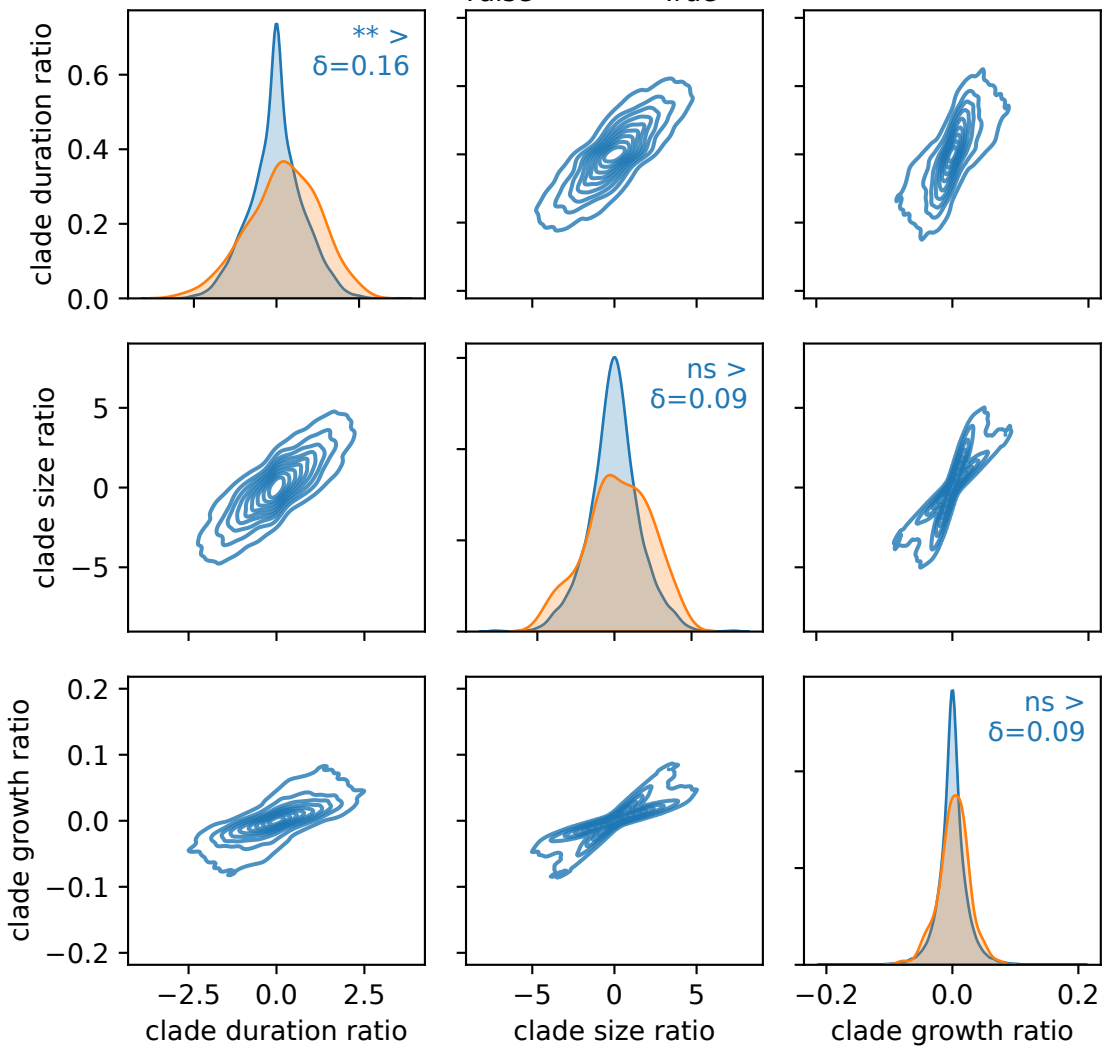 True
clade duration ratio
0.6
0.4
0.2
0.0
** >
δ=0.16
clade size ratio
5
0
−5
ns >
δ=0.09
clade growth ratio
0.2
0.1
0.0
−0.1
−0.2
ns >
δ=0.09
−2.5 0.0 2.5
−5 0 5
−0.2 0.0 0.2
clade duration ratio
clade size ratio
clade growth ratio